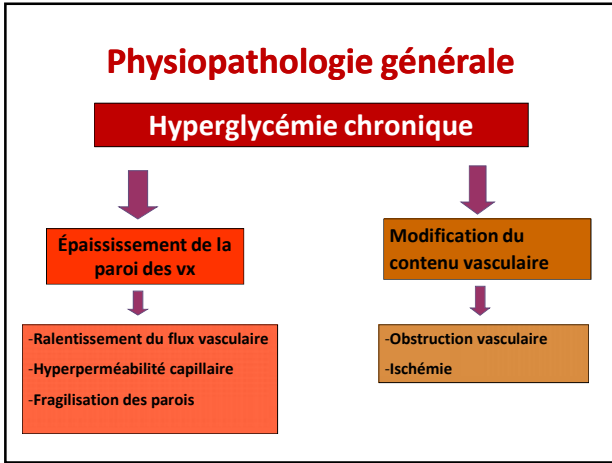 Physiopathologie générale
Hyperglycémie chronique
Épaississement de la
paroi des vx
Modification du
contenu vasculaire
-Ralentissement du flux vasculaire
-Hyperperméabilité capillaire
-Fragilisation des parois
-Obstruction vasculaire
-Ischémie